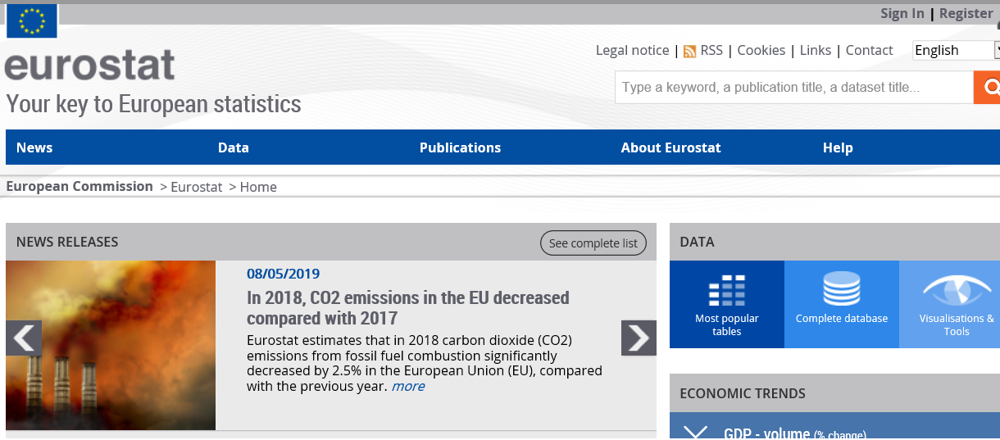 Sign In | Register
Legal notice | RSS | Cookies | Links | Contact
English
eurostat
Type a keyword, a publication title, a dataset title...
Your key to European statistics
News Data Publications About Eurostat Help
European Commission > Eurostat > Home
NEWS RELEASES
See complete list
08/05/2019
In 2018, CO2 emissions in the EU decreased
compared with 2017
Eurostat estimates that in 2018 carbon dioxide (CO2)
emissions from fossil fuel combustion significantly
decreased by 2.5% in the European Union (EU), compared
with the previous year. more
DATA
Most popular
tables
Complete database
Visualisations &
Tools
ECONOMIC TRENDS
GDP - volume (% change)